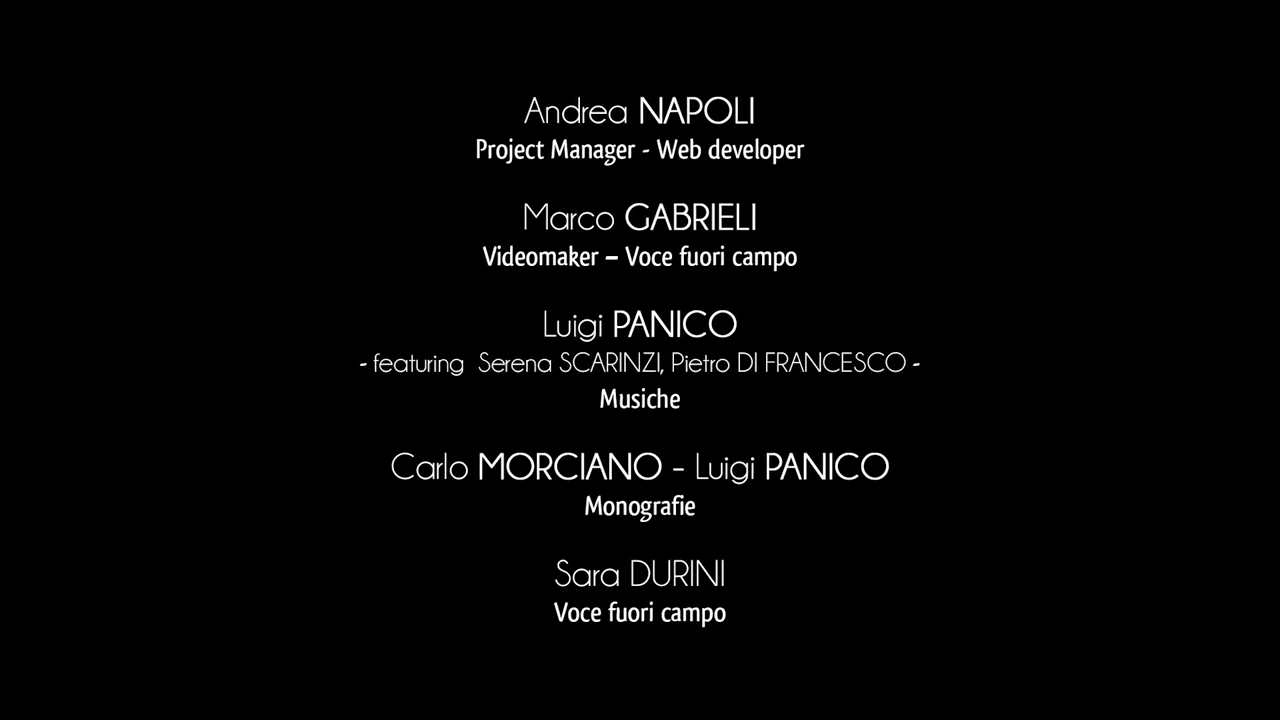 Andrea NAPOLI
Project Manager - Web developer
Marco GABRIELI
Videomaker – Voce fuori campo
Luigi PANICO
- featuring Serena SCARINZI, Pietro DI FRANCESCO -
Musiche
Carlo MORCIANO - Luigi PANICO
Monografie
Sara DURINI
Voce fuori campo